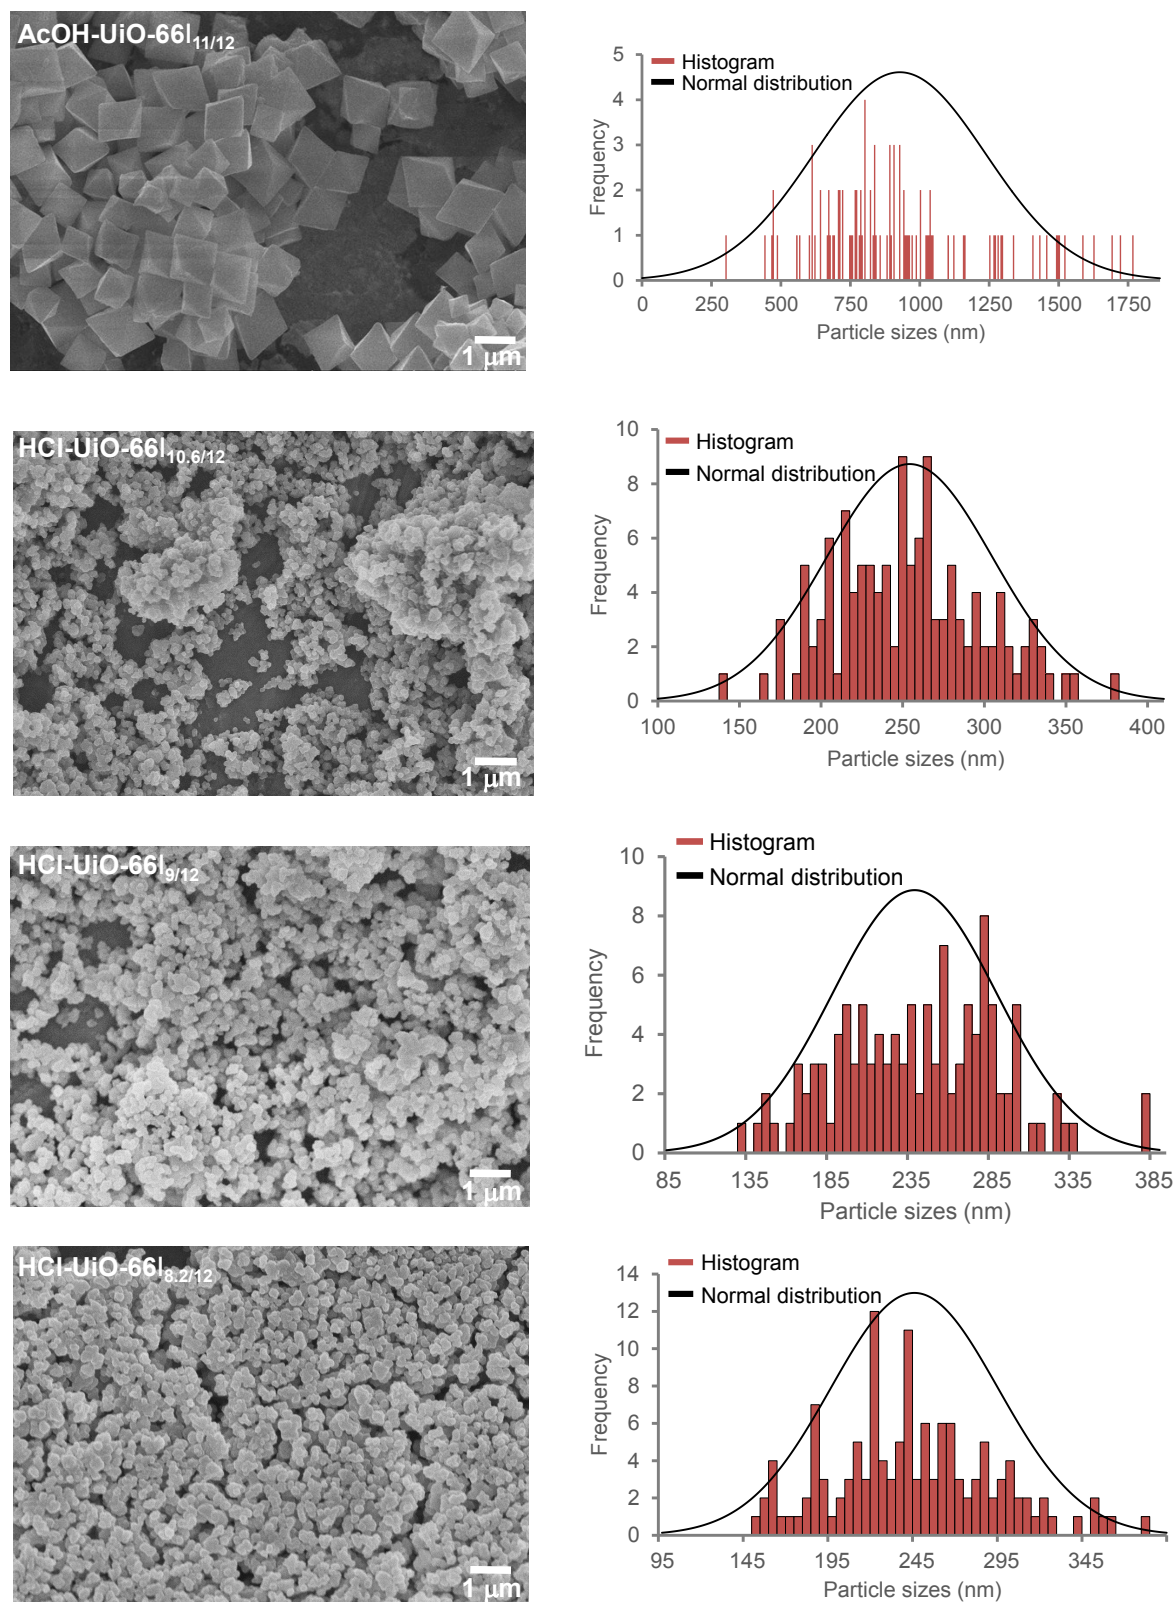 AcOH-UiO-66l11/12
1 μm
Histogram
Normal distribution
Frequency
5
4
3
2
1
0
0 250 500 750 1000 1250 1500 1750
Particle sizes (nm)
HCl-UiO-66l10.6/12
1 μm
Histogram
Normal distribution
Frequency
10
8
6
4
2
0
100 150 200 250 300 350 400
Particle sizes (nm)
HCl-UiO-66l9/12
1 μm
Histogram
Normal distribution
Frequency
10
8
6
4
2
0
85 135 185 235 285 335 385
Particle sizes (nm)
HCl-UiO-66l8.2/12
1 μm
Histogram
Normal distribution
Frequency
14
12
10
8
6
4
2
0
95 145 195 245 295 345
Particle sizes (nm)